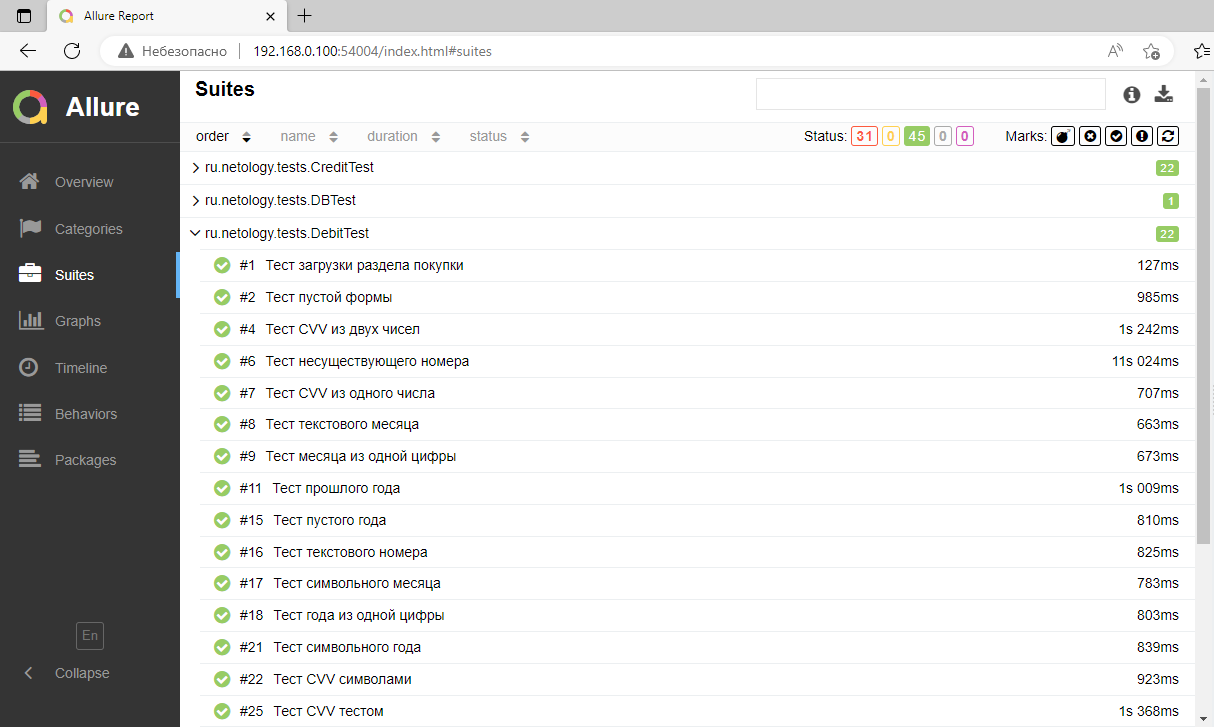 Allure Report
Небезопасно 192.168.0.100:54004/index.html#suites
Allure
Overview
Categories
Suites
Graphs
Timeline
Behaviors
Packages
En
Collapse
Suites
order name duration status Status: 31 0 45 0 0 Marks:
ru.netology.tests.CreditTest 22
ru.netology.tests.DBTest 1
ru.netology.tests.DebitTest 22
#1 Тест загрузки раздела покупки 127ms
#2 Тест пустой формы 985ms
#4 Тест CVV из двух чисел 1s 242ms
#6 Тест несуществующего номера 11s 024ms
#7 Тест CVV из одного числа 707ms
#8 Тест текстового месяца 663ms
#9 Тест месяца из одной цифры 673ms
#11 Тест прошлого года 1s 009ms
#15 Тест пустого года 810ms
#16 Тест текстового номера 825ms
#17 Тест символьного месяца 783ms
#18 Тест года из одной цифры 803ms
#21 Тест символьного года 839ms
#22 Тест CVV символами 923ms
#25 Тест CVV тестом 1s 368ms